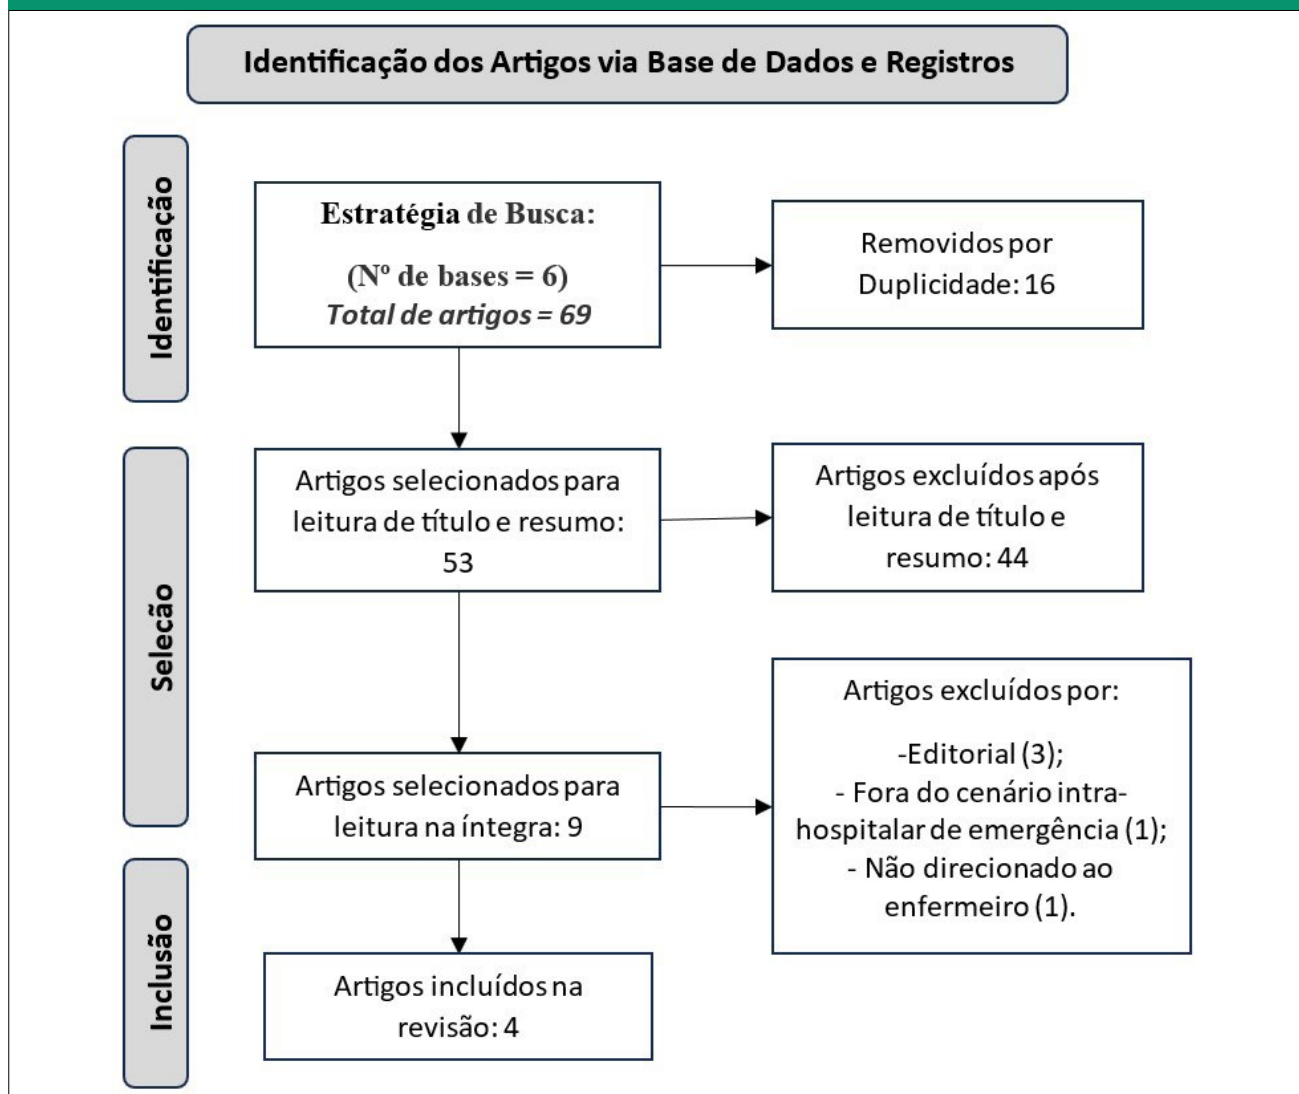 Identificação dos Artigos via Base de Dados e Registros
Identificação
Estratégia de Busca:
(Nº de bases = 6)
Total de artigos = 69
Removidos por
Duplicidade: 16
Seleção
Artigos selecionados para
leitura de título e resumo:
53
Artigos excluídos após
leitura de título e
resumo: 44
Artigos selecionados para
leitura na íntegra: 9
Artigos excluídos por:
-Editorial (3);
- Fora do cenário intra-
hospitalar de emergência (1);
- Não direcionado ao
enfermeiro (1).
Inclusão
Artigos incluídos na
revisão: 4